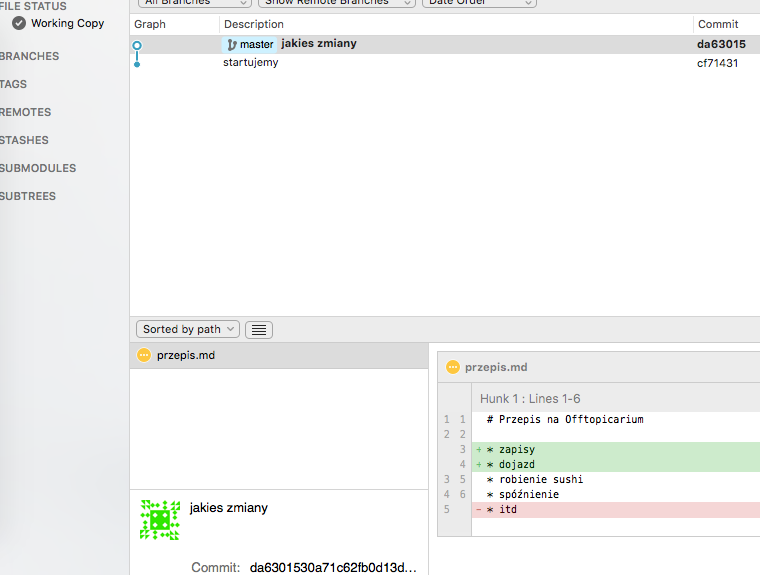 FILE STATUS
All Branches Show Remote Branches Date Order
Working Copy
Graph Description Commit
BRANCHES
TAGS
REMOTES
STASHES
SUBMODULES
SUBTREES
master jakies zmiany da63015
startujemy cf71431
Sorted by path
przepis.md
przepis.md
Hunk 1 : Lines 1-6
1 1 # Przepis na Offtopicarium
2 2
3 + * zapisy
4 + * dojazd
3 5 * robienie sushi
4 6 * spóźnienie
5 - * itd
jakies zmiany
Commit: da6301530a71c62fb0d13d...